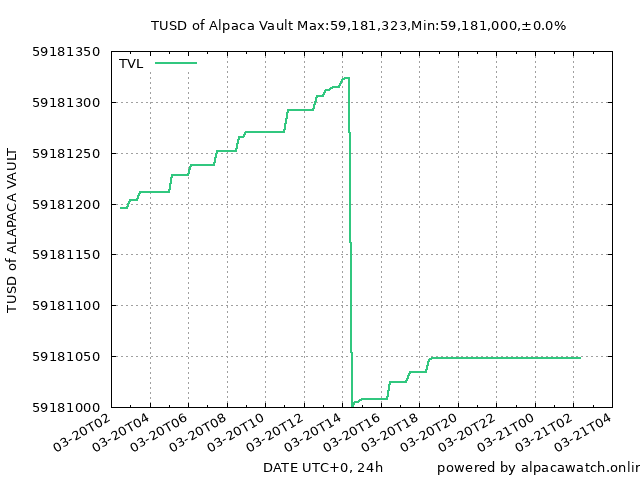 TUSD of Alpaca Vault Max:59,181,323,Min:59,181,000,±0.0%
TVL
59181350
59181300
59181250
59181200
59181150
59181100
59181050
59181000
TUSD of ALAPACA VAULT
03-20T02
03-20T04
03-20T06
03-20T08
03-20T10
03-20T12
03-20T14
03-20T16
03-20T18
03-20T20
03-20T22
03-21T00
03-21T02
03-21T04
DATE UTC+0, 24h
powered by alpacawatch.onlin